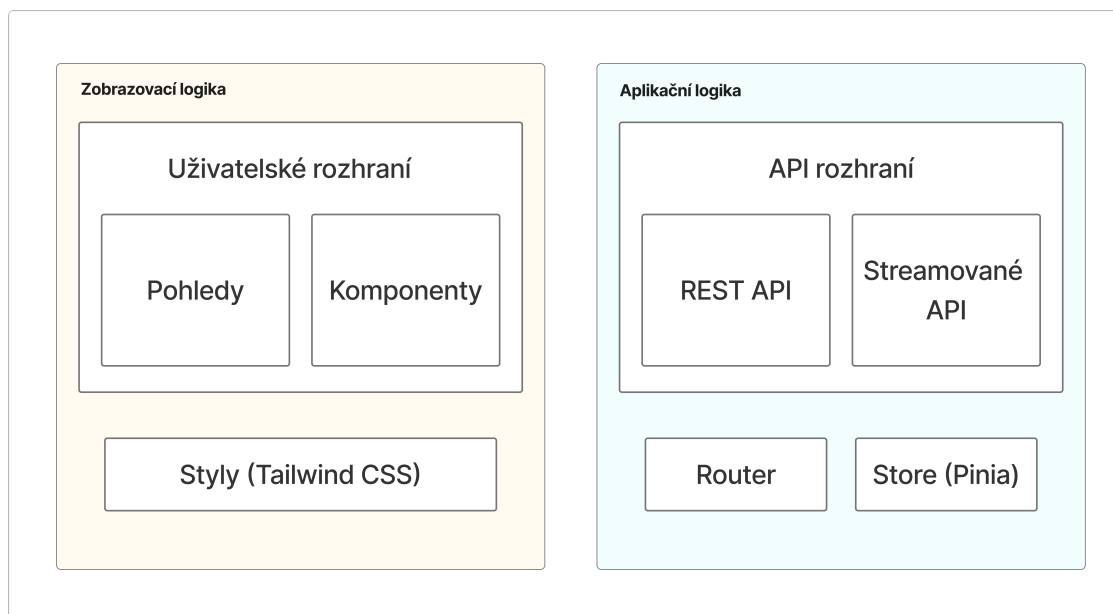 Zobrazovací logika
Uživatelské rozhraní
Pohledy
Komponenty
Styly (Tailwind CSS)
Aplikační logika
API rozhraní
REST API
Streamované
API
Router
Store (Pinia)